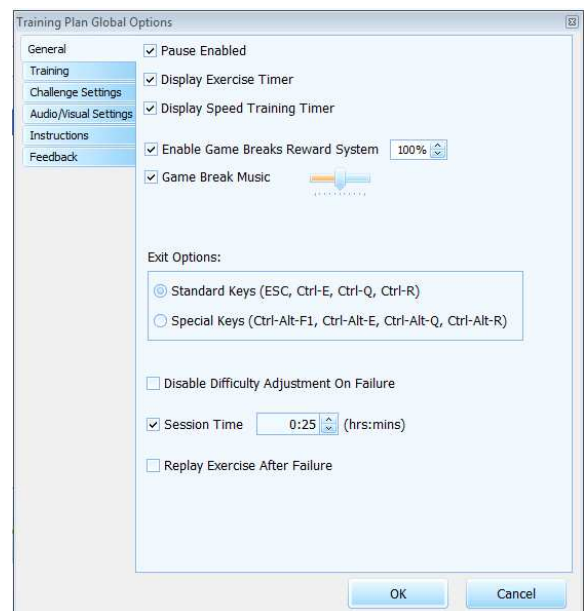 Training Plan Global Options
General
Training
Challenge Settings
Audio/Visual Settings
Instructions
Feedback
Pause Enabled
Display Exercise Timer
Display Speed Training Timer
Enable Game Breaks Reward System 100%
Game Break Music
Exit Options:
Standard Keys (ESC, Ctrl-E, Ctrl-Q, Ctrl-R)
Special Keys (Ctrl-Alt-F1, Ctrl-Alt-E, Ctrl-Alt-Q, Ctrl-Alt-R)
Disable Difficulty Adjustment On Failure
Session Time 0:25 (hrs:mins)
Replay Exercise After Failure
OK Cancel